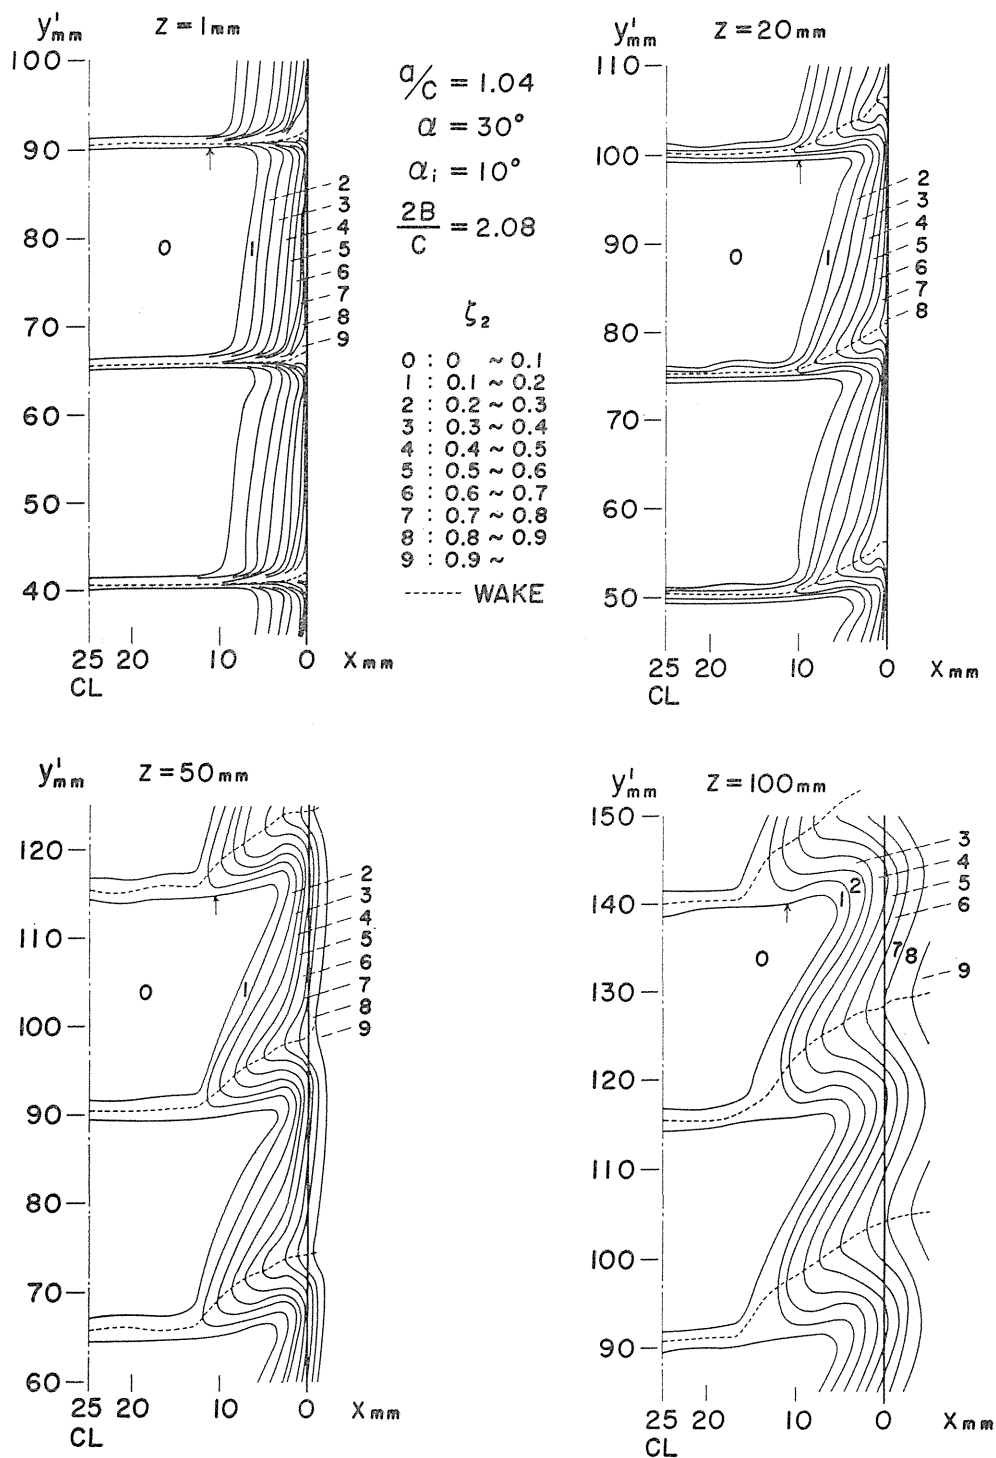 y'mm z = 1mm
100
90
80
70
60
50
40
0
1
2
3
4
5
6
7
8
9
25 20 10 0 x mm
CL
a/c = 1.04
α = 30°
αi = 10°
2B/C = 2.08
ζ2
0 : 0 ~ 0.1
1 : 0.1 ~ 0.2
2 : 0.2 ~ 0.3
3 : 0.3 ~ 0.4
4 : 0.4 ~ 0.5
5 : 0.5 ~ 0.6
6 : 0.6 ~ 0.7
7 : 0.7 ~ 0.8
8 : 0.8 ~ 0.9
9 : 0.9 ~
------ WAKE
y'mm z = 20mm
110
100
90
80
70
60
50
0
1
2
3
4
5
6
7
8
25 20 10 0 x mm
CL
y'mm z = 50mm
120
110
100
90
80
70
60
0
1
2
3
4
5
6
7
8
9
25 20 10 0 x mm
CL
y'mm z = 100mm
150
140
130
120
110
100
90
0
1
2
3
4
5
6
7
8
9
25 20 10 0 x mm
CL